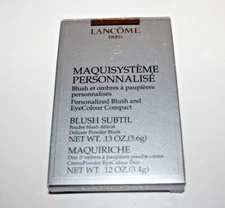 LANCÔME
PARIS
MAQUISYSTÈME
PERSONNALISÉ
Blush et ombres à paupières
personnalisés
Personalized Blush and
EyeColour Compact
BLUSH SUBTIL
Poudre blush délicat
Delicate Powder Blush
NET WT. .13 OZ.(3.6g)
MAQUIRICHE
Duo d'ombres à paupières poudre crème
CremePowder EyeColour Duo
NET WT. .12 OZ.(3.4g)